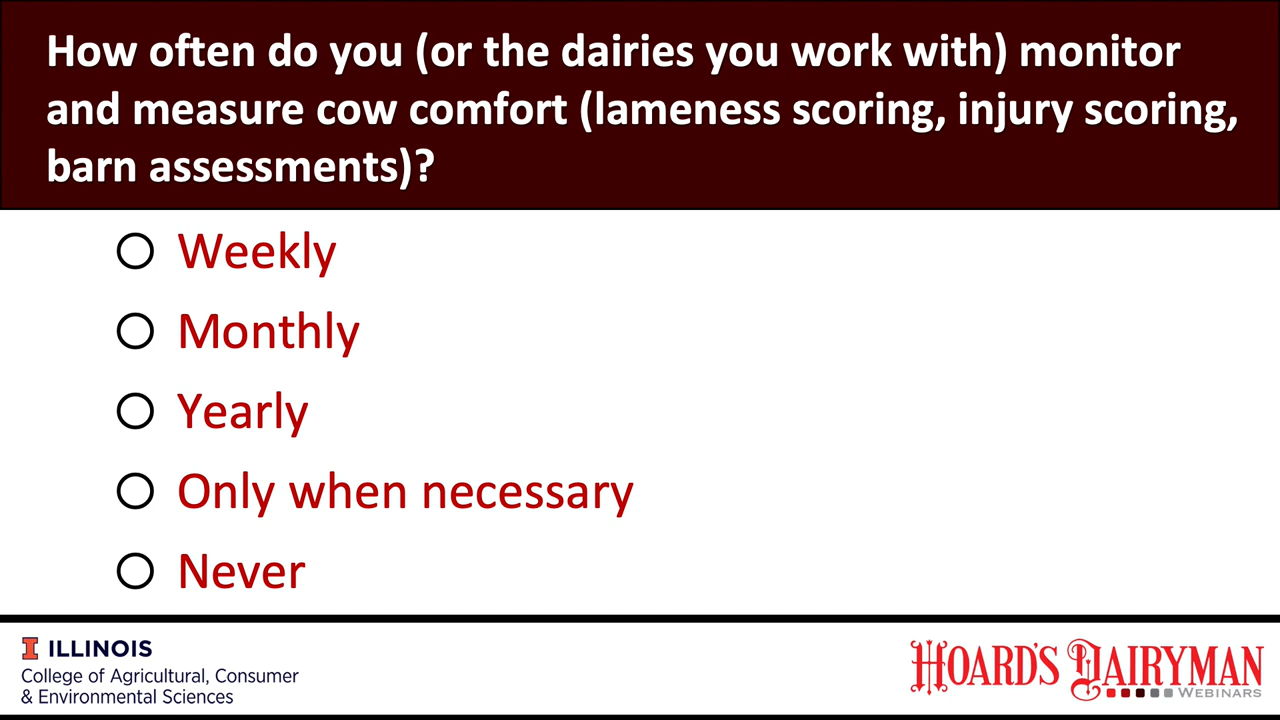 How often do you (or the dairies you work with) monitor
and measure cow comfort (lameness scoring, injury scoring,
barn assessments)?
Weekly
Monthly
Yearly
Only when necessary
Never
I ILLINOIS
College of Agricultural, Consumer
& Environmental Sciences
HOARD'S DAIRYMAN
WEBINARS